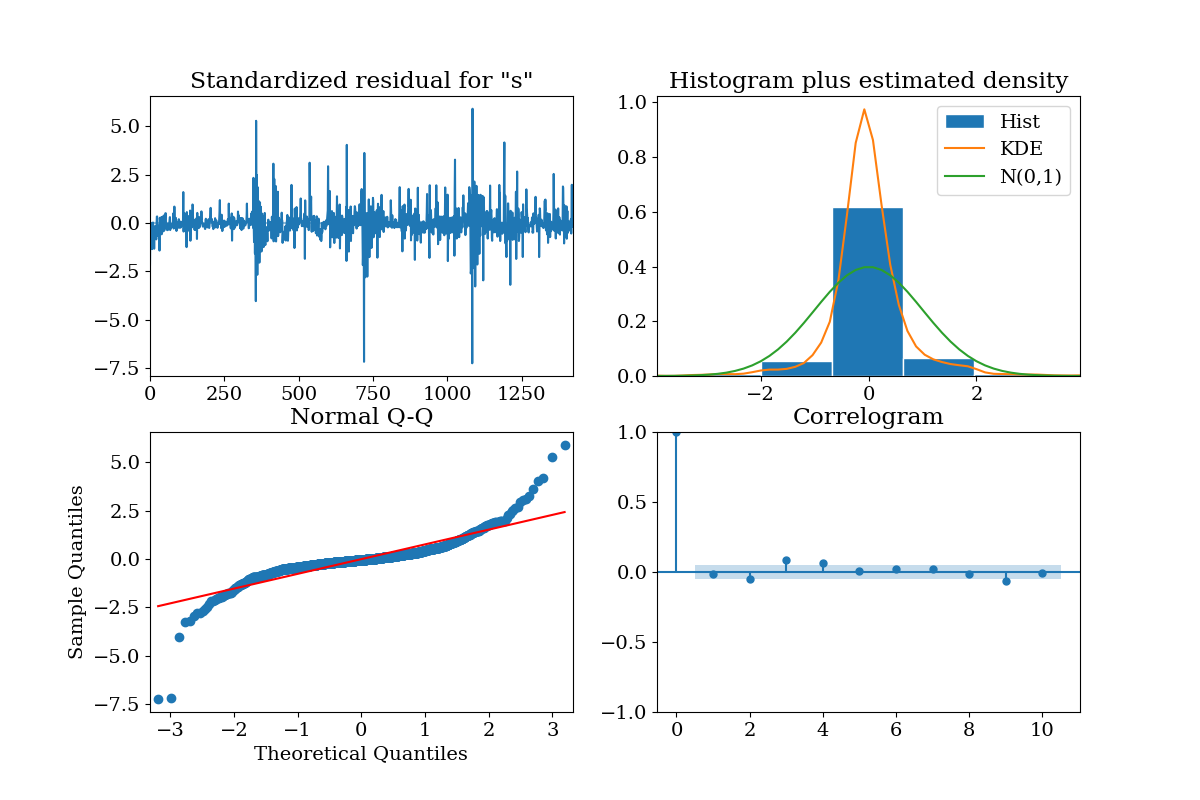 Standardized residual for "s"
5.0
2.5
0.0
−2.5
−5.0
−7.5
0 250 500 750 1000 1250
Histogram plus estimated density
1.0
0.8
0.6
0.4
0.2
0.0
−2 0 2
Hist
KDE
N(0,1)
Normal Q-Q
Sample Quantiles
5.0
2.5
0.0
−2.5
−5.0
−7.5
−3 −2 −1 0 1 2 3
Theoretical Quantiles
Correlogram
1.0
0.5
0.0
−0.5
−1.0
0 2 4 6 8 10